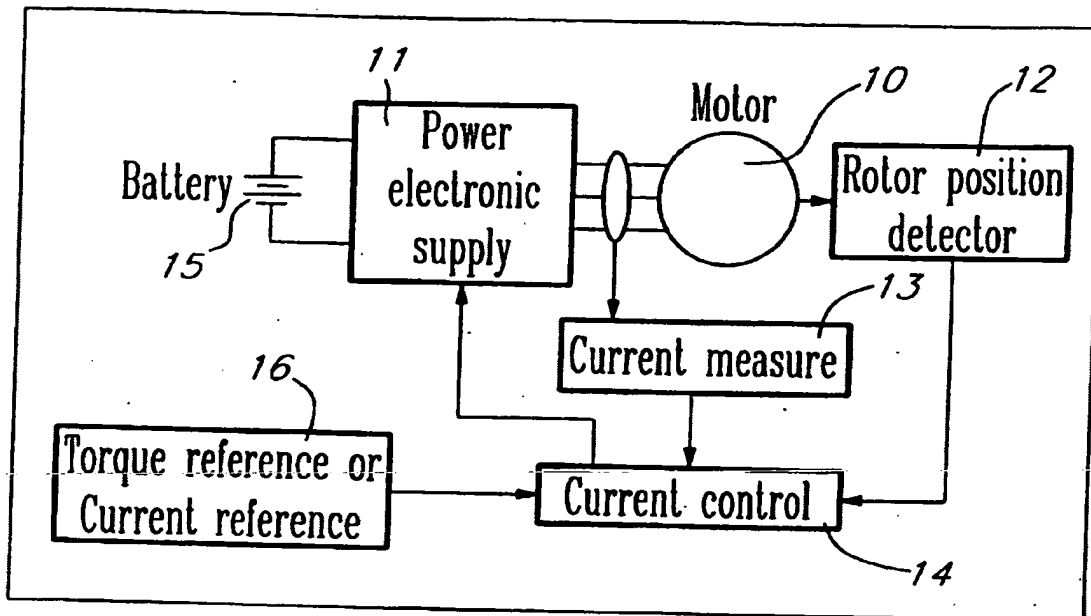 11
Power
electronic
supply
Battery
15
Motor
10
12
Rotor position
detector
13
Current measure
16
Torque reference or
Current reference
Current control
14